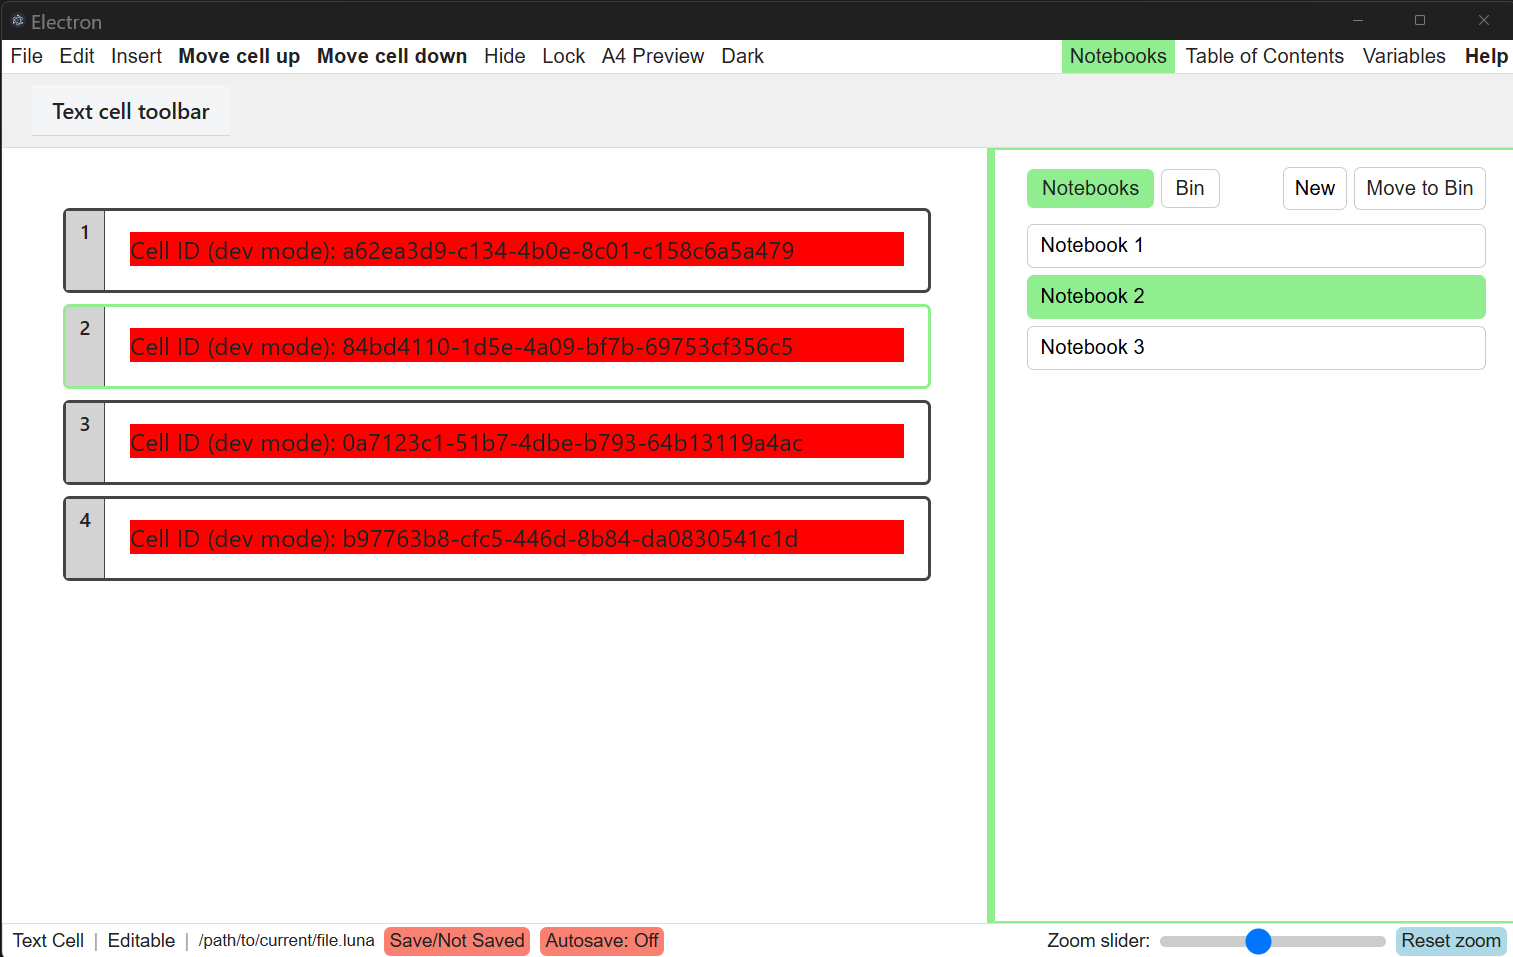 Electron
File Edit Insert Move cell up Move cell down Hide Lock A4 Preview Dark Notebooks Table of Contents Variables Help
Text cell toolbar
1 Cell ID (dev mode): a62ea3d9-c134-4b0e-8c01-c158c6a5a479
2 Cell ID (dev mode): 84bd4110-1d5e-4a09-bf7b-69753cf356c5
3 Cell ID (dev mode): 0a7123c1-51b7-4dbe-b793-64b13119a4ac
4 Cell ID (dev mode): b97763b8-cfc5-446d-8b84-da0830541c1d
Notebooks Bin New Move to Bin
Notebook 1
Notebook 2
Notebook 3
Text Cell | Editable | /path/to/current/file.luna Save/Not Saved Autosave: Off Zoom slider: Reset zoom